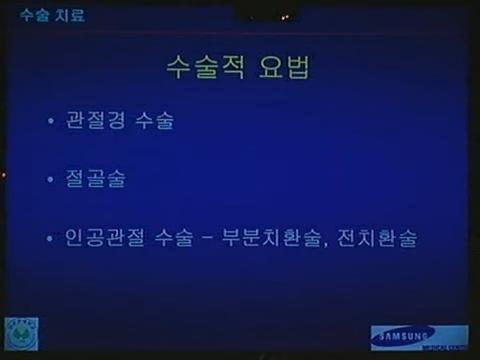 수술 치료
수술적 요법
• 관절경 수술
• 절골술
• 인공관절 수술 – 부분치환술, 전치환술
SAMSUNG
MEDICAL CENTER